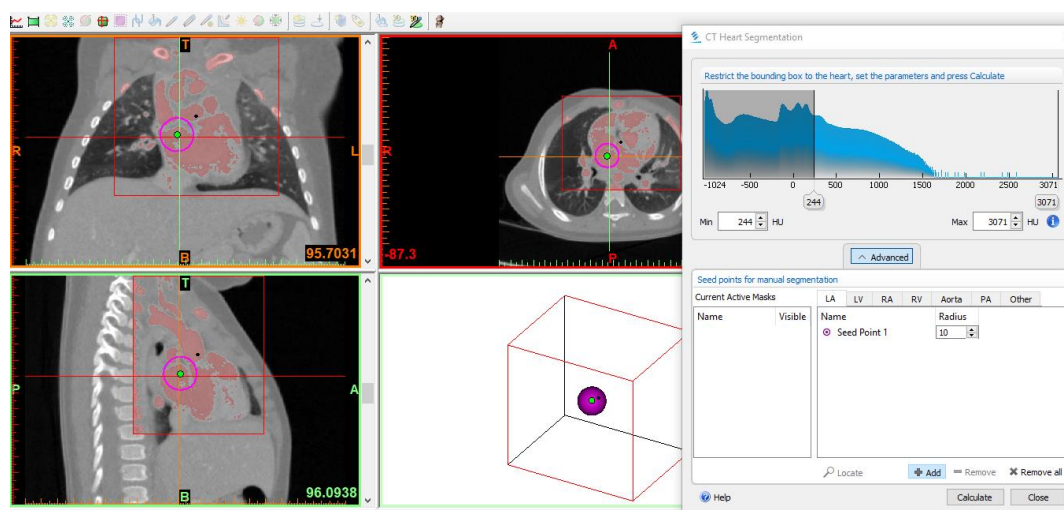 CT Heart Segmentation
T
R
L
B
95.7031
A
R
P
-87.3
T
P
A
B
96.0938
Restrict the bounding box to the heart, set the parameters and press Calculate
-1024 -500 0 500 1000 1500 2000 2500 3071
244 3071
Min 244 HU Max 3071 HU
Advanced
Seed points for manual segmentation
Current Active Masks LA LV RA RV Aorta PA Other
Name Visible Name Radius
Seed Point 1 10
Locate Add Remove Remove all
Help Calculate Close